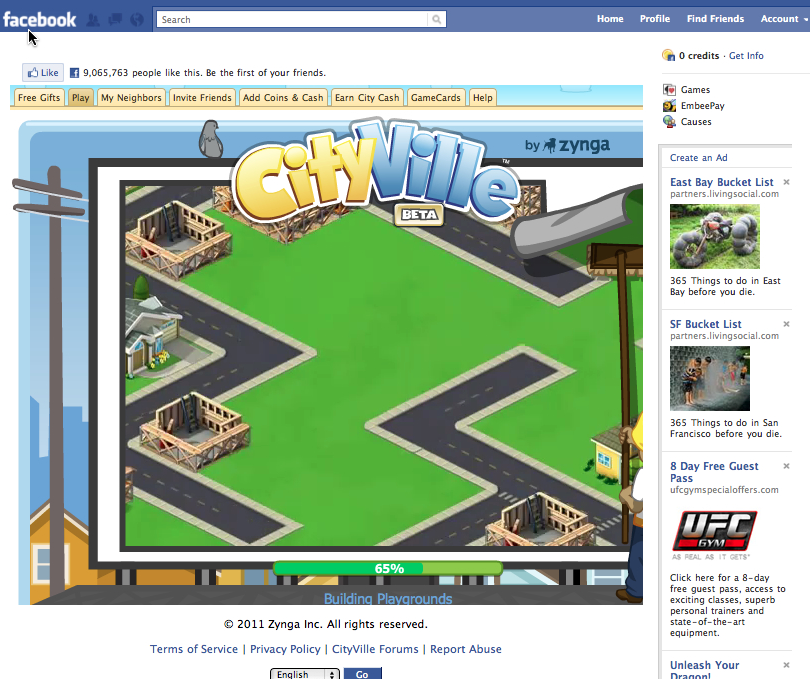 facebook
Search
Home Profile Find Friends Account
Like 9,065,763 people like this. Be the first of your friends.
Free Gifts Play My Neighbors Invite Friends Add Coins & Cash Earn City Cash GameCards Help
CityVille
™
BETA
by zynga
65%
Building Playgrounds
© 2011 Zynga Inc. All rights reserved.
Terms of Service | Privacy Policy | CityVille Forums | Report Abuse
English Go
0 credits · Get Info
Games
EmbeePay
Causes
Create an Ad
East Bay Bucket List
partners.livingsocial.com
365 Things to do in East
Bay before you die.
SF Bucket List
partners.livingsocial.com
365 Things to do in San
Francisco before you die.
8 Day Free Guest
Pass
ufcgymspecialoffers.com
UFC
GYM
AS REAL AS IT GETS
Click here for a 8-day
free guest pass, access to
exciting classes, superb
personal trainers and
state-of-the-art
equipment.
Unleash Your
Dragon!